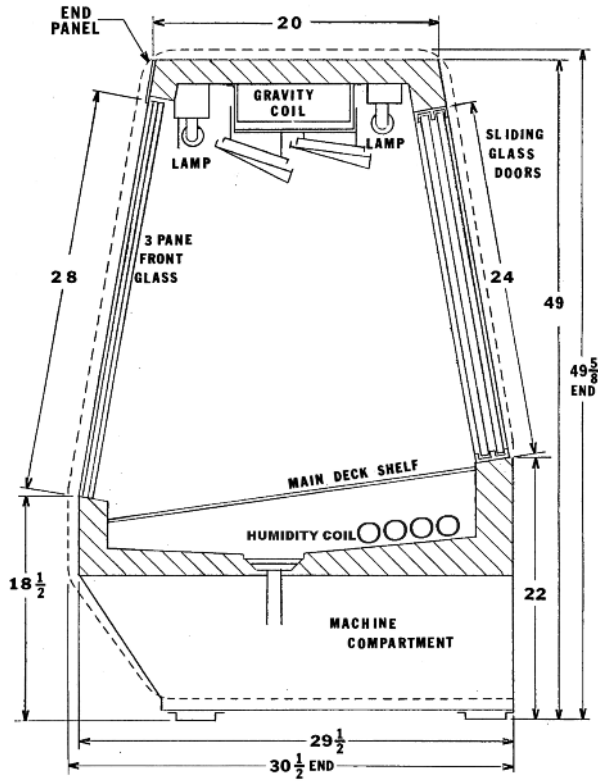 END
PANEL
20
GRAVITY
COIL
LAMP
LAMP
SLIDING
GLASS
DOORS
3 PANE
FRONT
GLASS
28
24
49
49 5/8
END
MAIN DECK SHELF
HUMIDITY COIL
18 1/2
22
MACHINE
COMPARTMENT
29 1/2
30 1/2 END